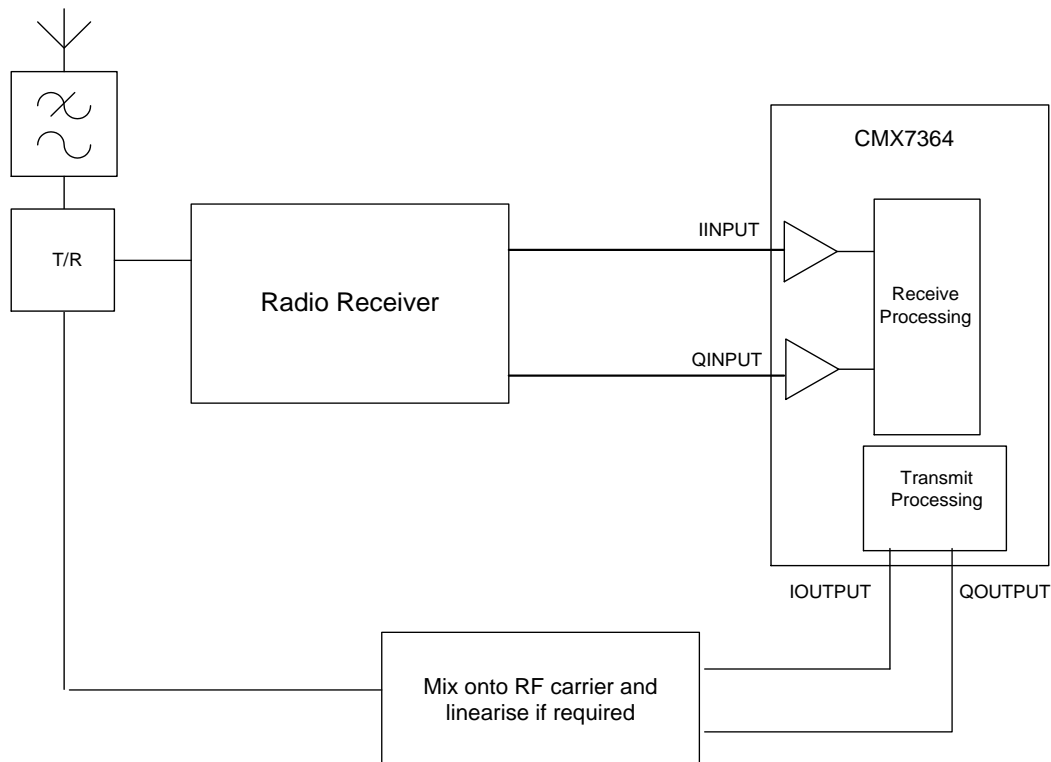 CMX7364
IINPUT
T/R
Radio Receiver
Receive
Processing
QINPUT
Transmit
Processing
IOUTPUT
QOUTPUT
Mix onto RF carrier and
linearise if required